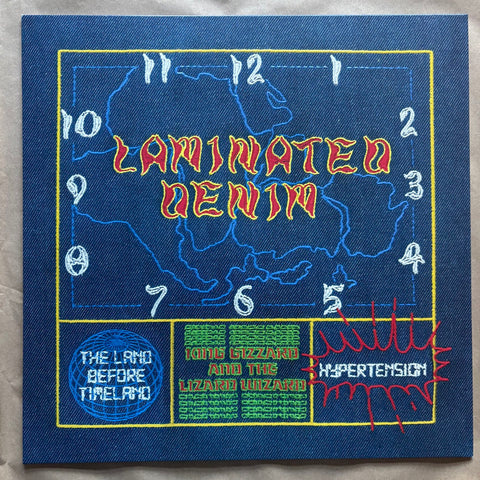 11 12 1
10 2
LAMINATED
DENIM
9 3
8 4
7 6 5
THE LAND
BEFORE
TIMELAND
KING GIZZARD
AND THE
LIZARD WIZARD
HYPERTENSION